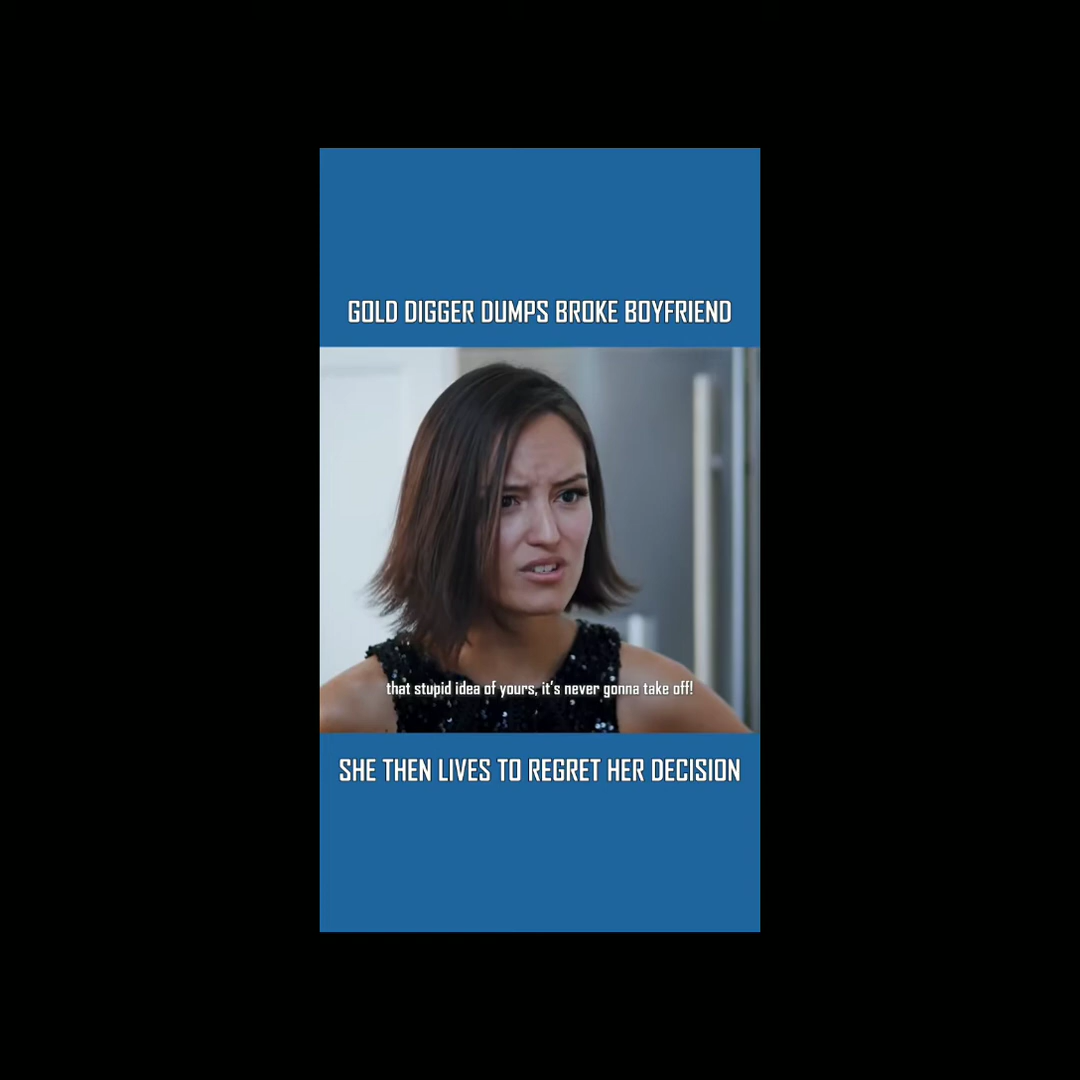 GOLD DIGGER DUMPS BROKE BOYFRIEND
that stupid idea of yours, it's never gonna take off!
SHE THEN LIVES TO REGRET HER DECISION